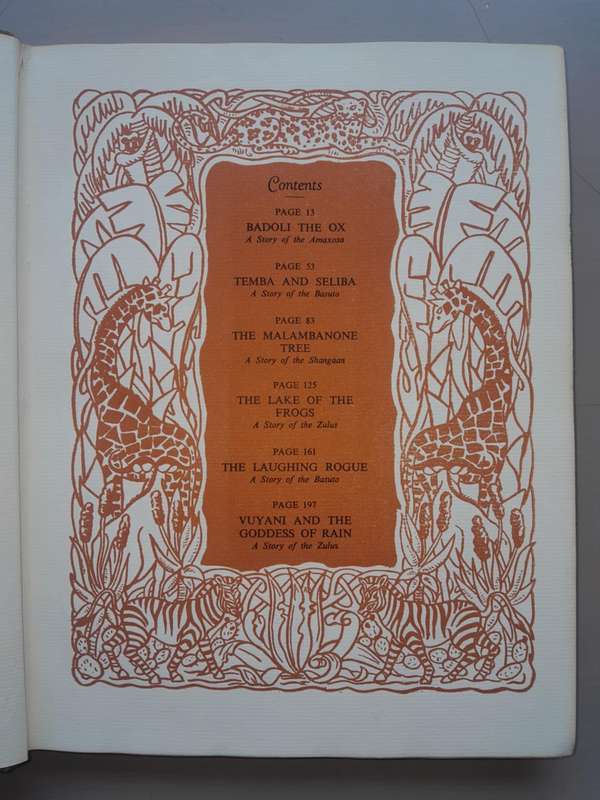 Contents
PAGE 13
BADOLI THE OX
A Story of the Amaxosa
PAGE 53
TEMBA AND SELIBA
A Story of the Basuto
PAGE 83
THE MALAMBANONE
TREE
A Story of the Shangaan
PAGE 125
THE LAKE OF THE
FROGS
A Story of the Zulus
PAGE 161
THE LAUGHING ROGUE
A Story of the Basuto
PAGE 197
VUYANI AND THE
GODDESS OF RAIN
A Story of the Zulus